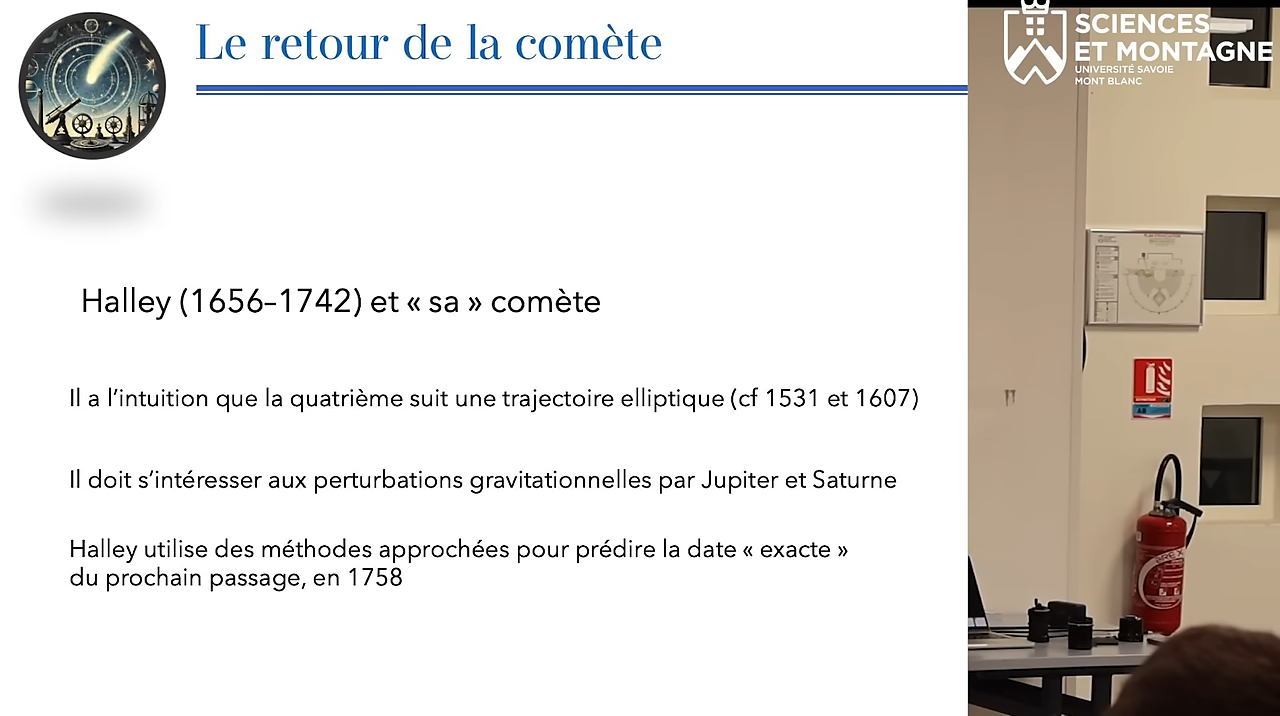 Le retour de la comète
SCIENCES
ET MONTAGNE
UNIVERSITÉ SAVOIE
MONT BLANC
Halley (1656–1742) et « sa » comète
Il a l’intuition que la quatrième suit une trajectoire elliptique (cf 1531 et 1607)
Il doit s’intéresser aux perturbations gravitationnelles par Jupiter et Saturne
Halley utilise des méthodes approchées pour prédire la date « exacte »
du prochain passage, en 1758